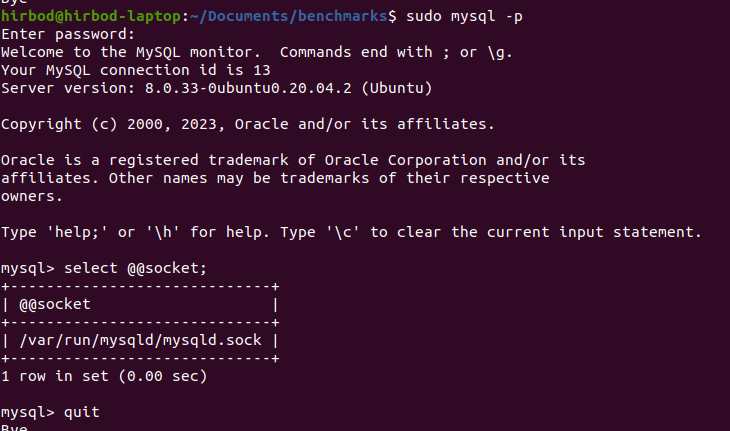 Bye
hirbod@hirbod-laptop:~/Documents/benchmarks$ sudo mysql -p
Enter password:
Welcome to the MySQL monitor.  Commands end with ; or \g.
Your MySQL connection id is 13
Server version: 8.0.33-0ubuntu0.20.04.2 (Ubuntu)

Copyright (c) 2000, 2023, Oracle and/or its affiliates.

Oracle is a registered trademark of Oracle Corporation and/or its
affiliates. Other names may be trademarks of their respective
owners.

Type 'help;' or '\h' for help. Type '\c' to clear the current input statement.

mysql> select @@socket;
+-----------------------------+
| @@socket                    |
+-----------------------------+
| /var/run/mysqld/mysqld.sock |
+-----------------------------+
1 row in set (0.00 sec)

mysql> quit
Bye